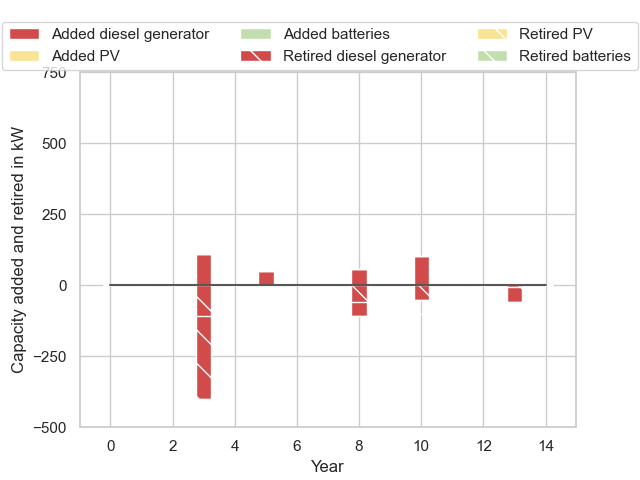 Added diesel generator
Added PV
Added batteries
Retired diesel generator
Retired PV
Retired batteries
Capacity added and retired in kW
750
500
250
0
−250
−500
0 2 4 6 8 10 12 14
Year